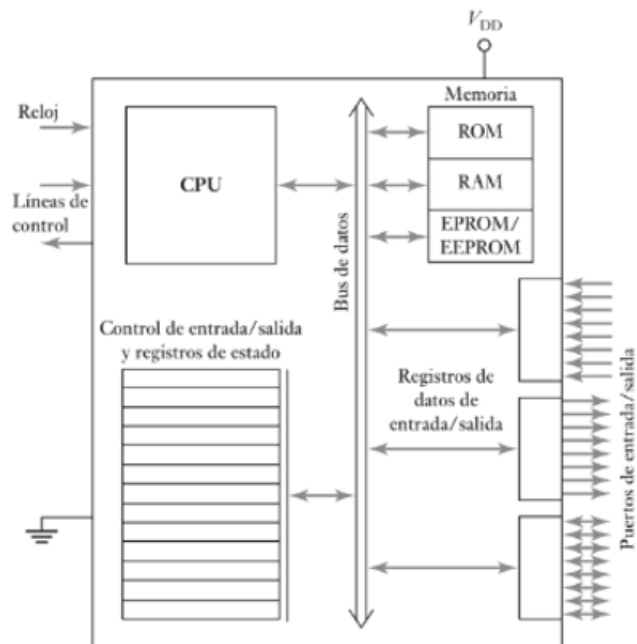 V_DD
Reloj
Líneas de
control
CPU
Memoria
ROM
RAM
EPROM/
EEPROM
Bus de datos
Control de entrada/salida
y registros de estado
Registros de
datos de
entrada/salida
Puertos de entrada/salida